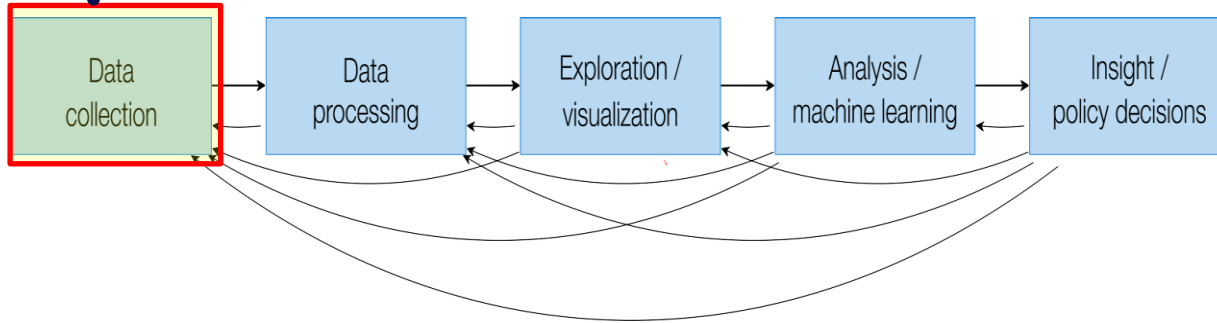 Data
collection
Data
processing
Exploration /
visualization
Analysis /
machine learning
Insight /
policy decisions